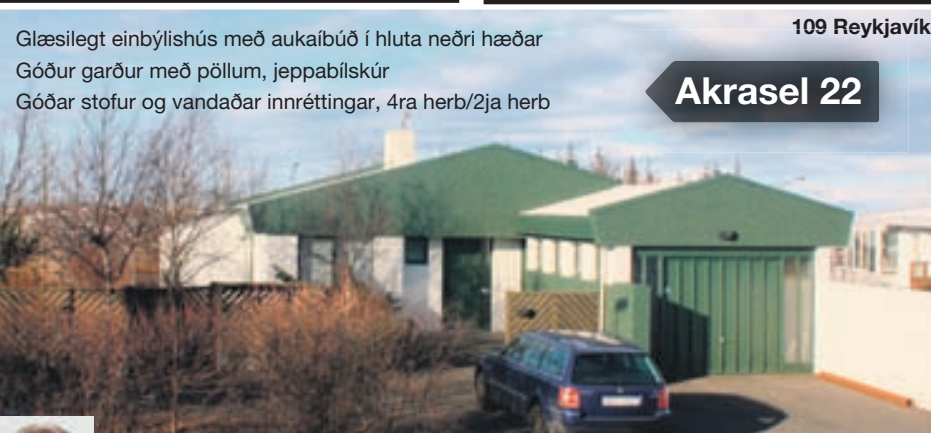 Glæsilegt einbýlishús með aukaíbúð í hluta neðri hæðar
Góður garður með pöllum, jeppabílskúr
Góðar stofur og vandaðar innréttingar, 4ra herb/2ja herb
109 Reykjavík
Akrasel 22